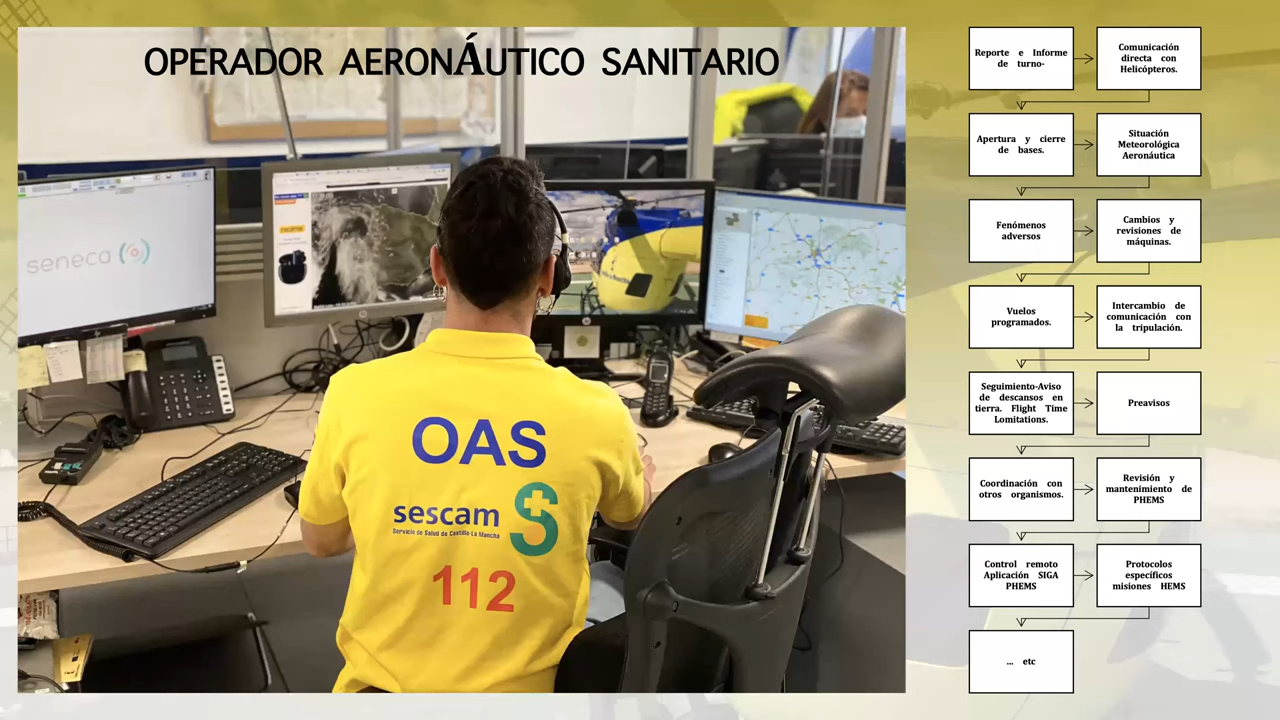 OPERADOR AERONÁUTICO SANITARIO
seneca
OAS
sescam
Servicio de Salud de Castilla-La Mancha
112
Reporte e Informe
de turno-
Comunicación
directa con
Helicópteros.
Apertura y cierre
de bases.
Situación
Meteorológica
Aeronáutica
Fenómenos
adversos
Cambios y
revisiones de
máquinas.
Vuelos
programados.
Intercambio de
comunicación con
la tripulación.
Seguimiento-Aviso
de descansos en
tierra. Flight Time
Lomitations.
Preavisos
Coordinación con
otros organismos.
Revisión y
mantenimiento de
PHEMS
Control remoto
Aplicación SIGA
PHEMS
Protocolos
específicos
misiones HEMS
... etc